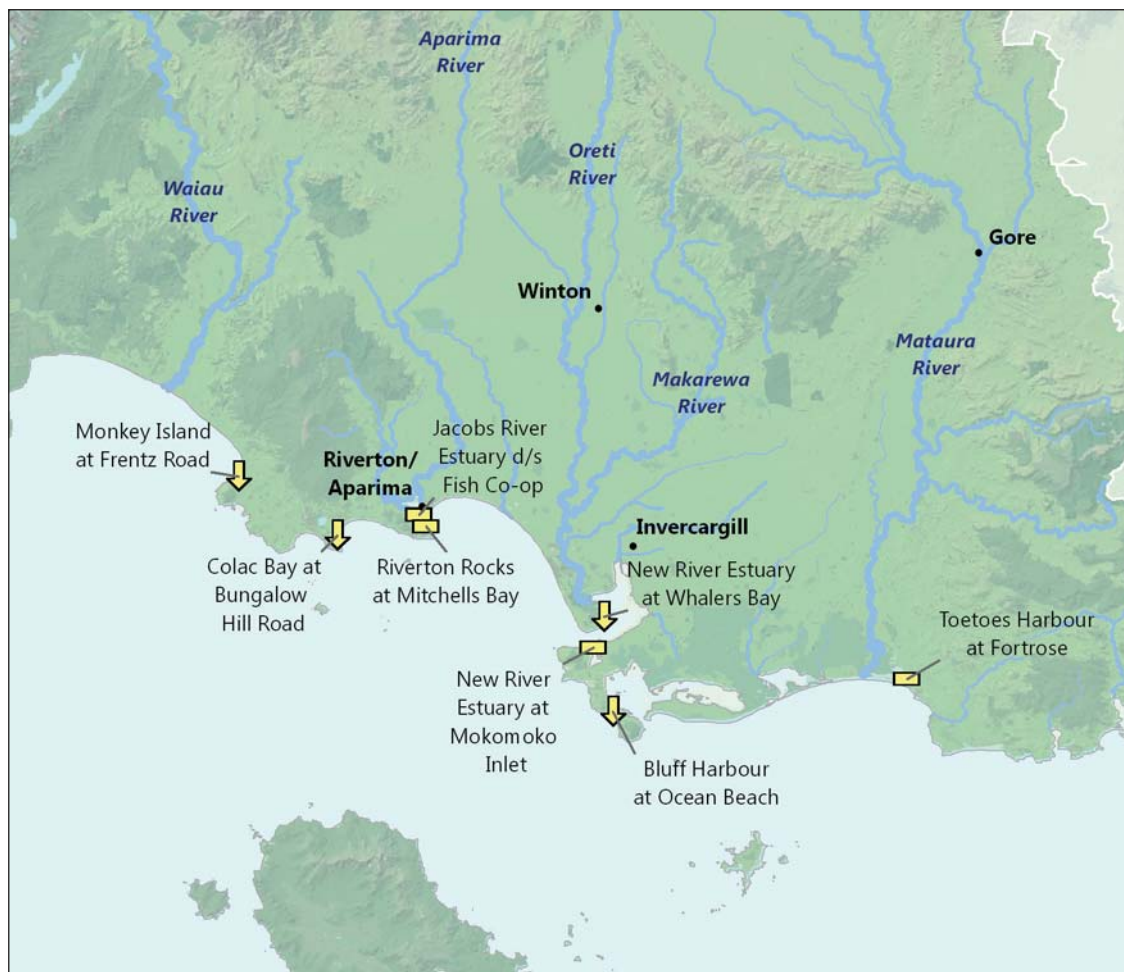 Aparima
River
Oreti
River
Waiau
River
Gore
Winton
Mataura
River
Makarewa
River
Monkey Island
at Frentz Road
Riverton/
Aparima
Jacobs River
Estuary d/s
Fish Co-op
Invercargill
Colac Bay at
Bungalow
Hill Road
Riverton Rocks
at Mitchells Bay
New River Estuary
at Whalers Bay
Toetoes Harbour
at Fortrose
New River
Estuary at
Mokomoko
Inlet
Bluff Harbour
at Ocean Beach